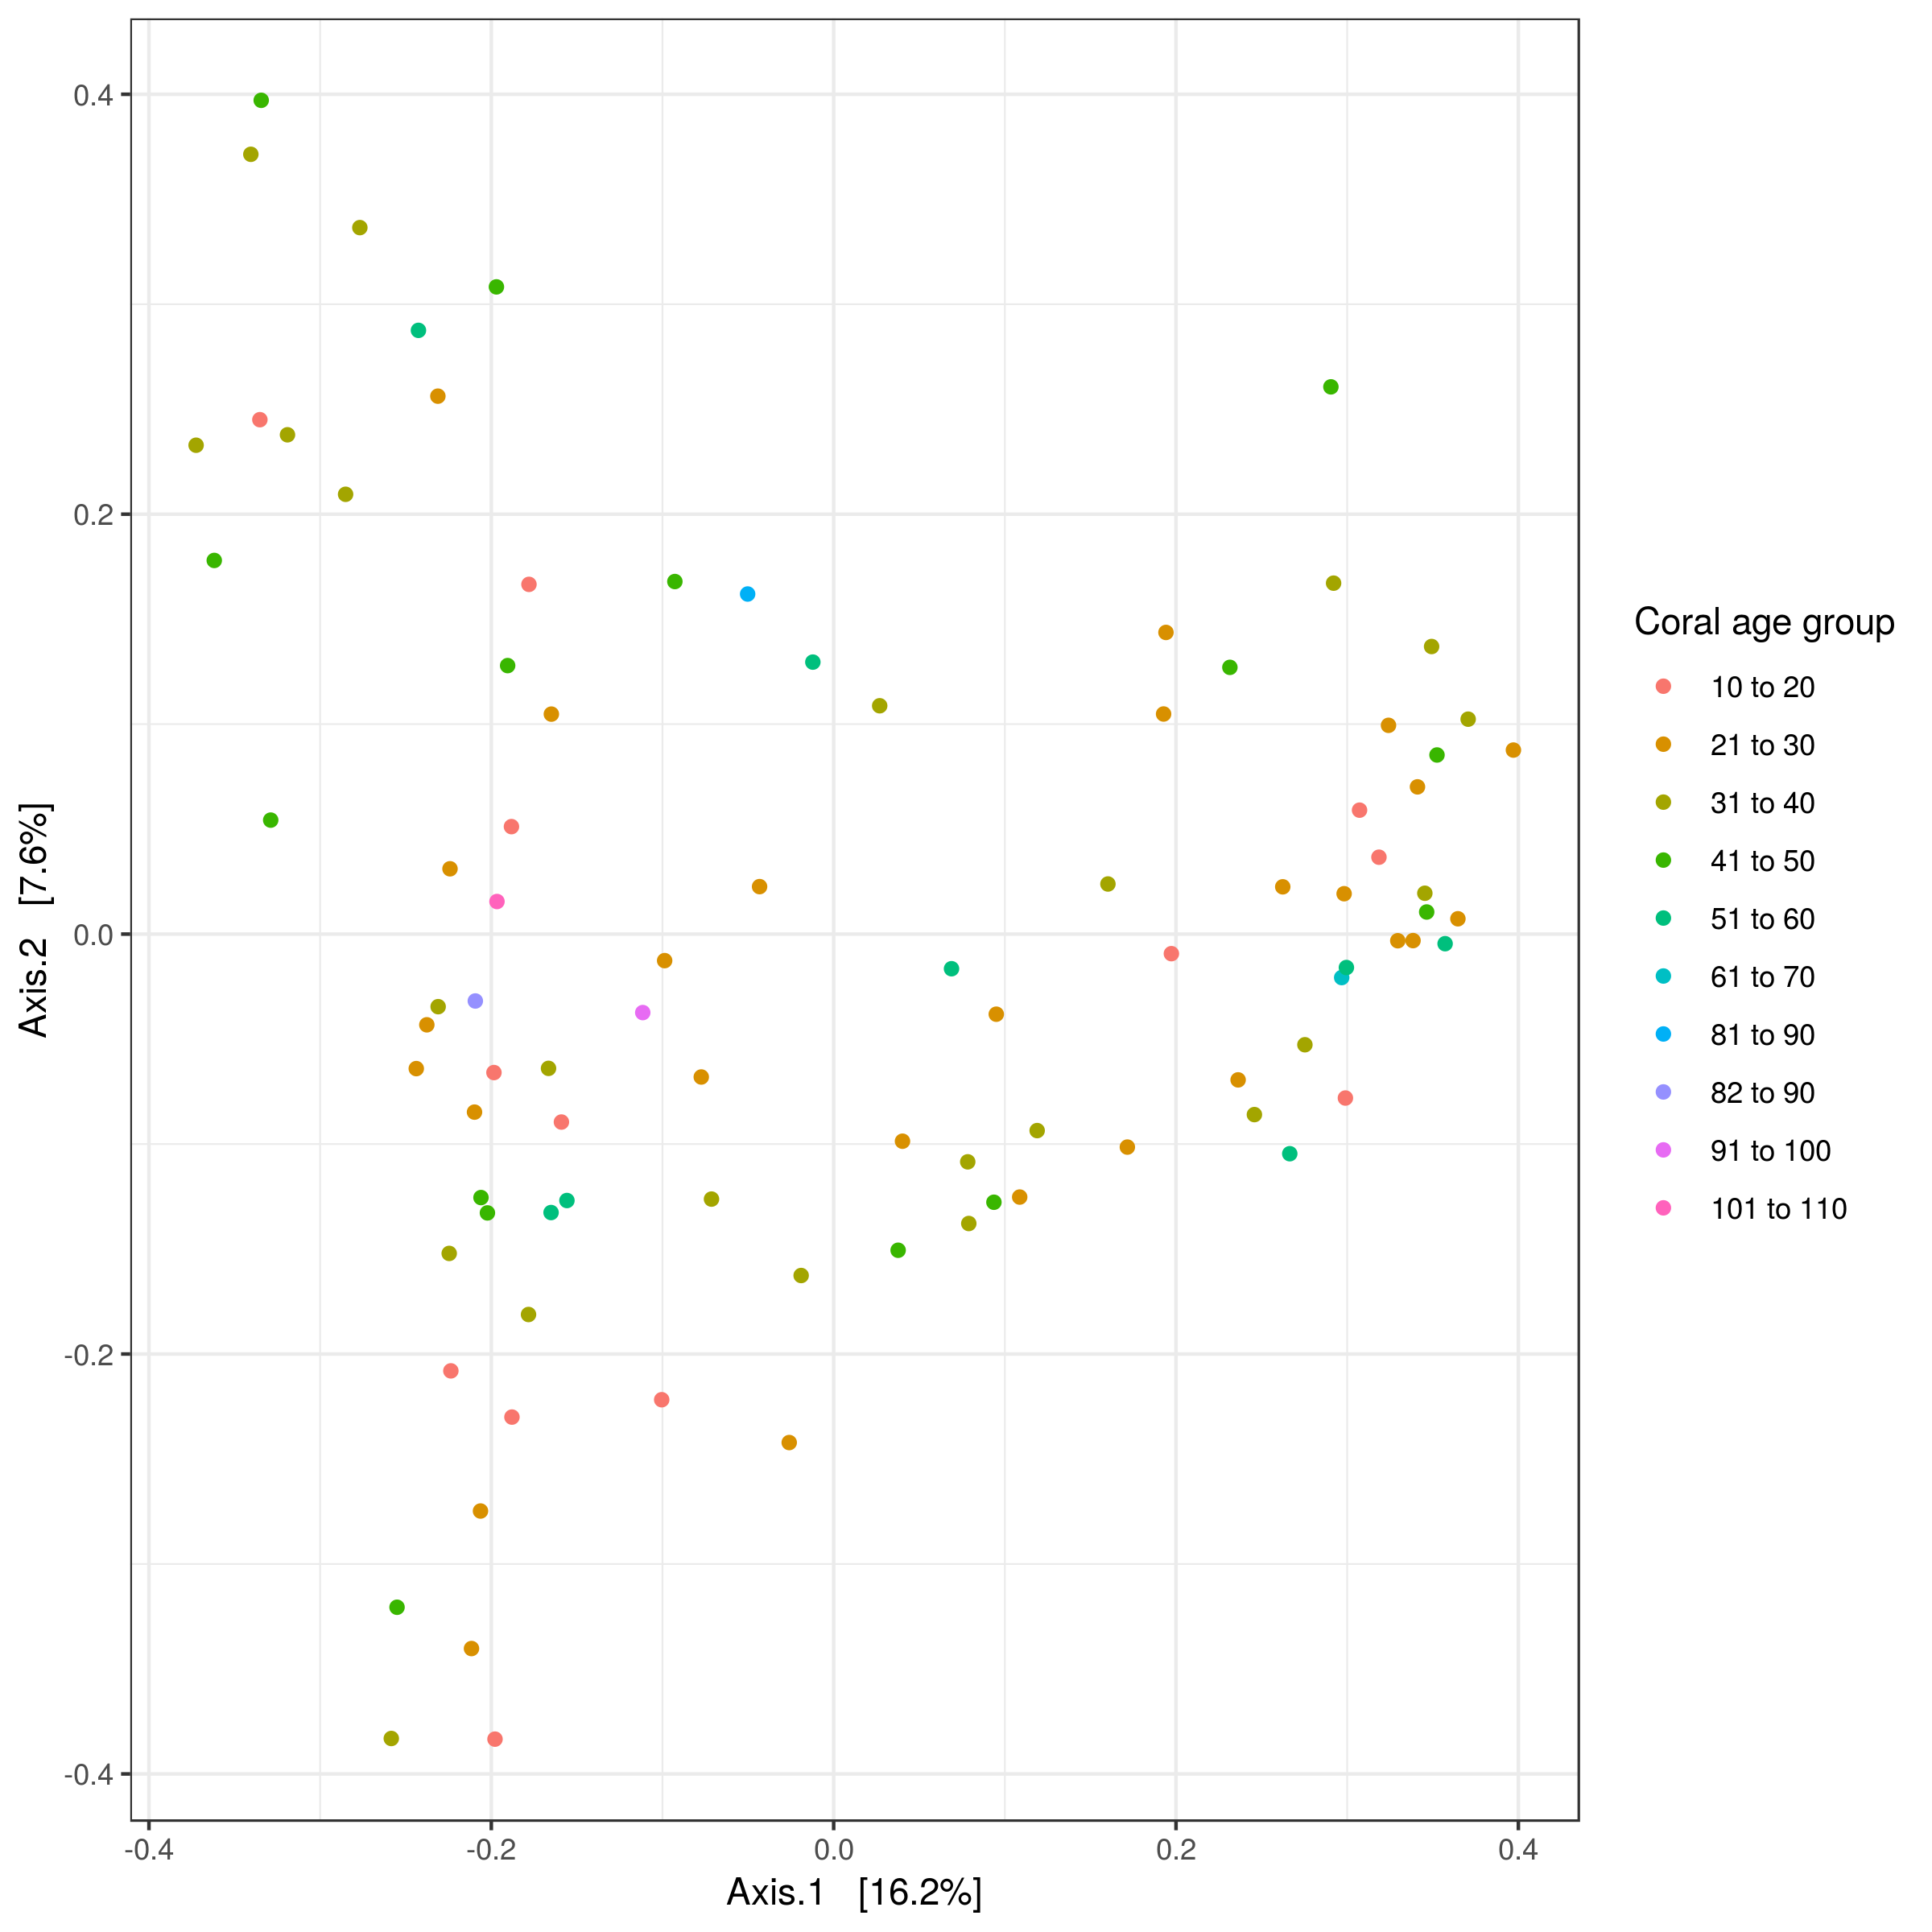 0.4
0.2
0.0
-0.2
-0.4
Axis.2 [7.6%]
-0.4 -0.2 0.0 0.2 0.4
Axis.1 [16.2%]
Coral age group
10 to 20
21 to 30
31 to 40
41 to 50
51 to 60
61 to 70
81 to 90
82 to 90
91 to 100
101 to 110